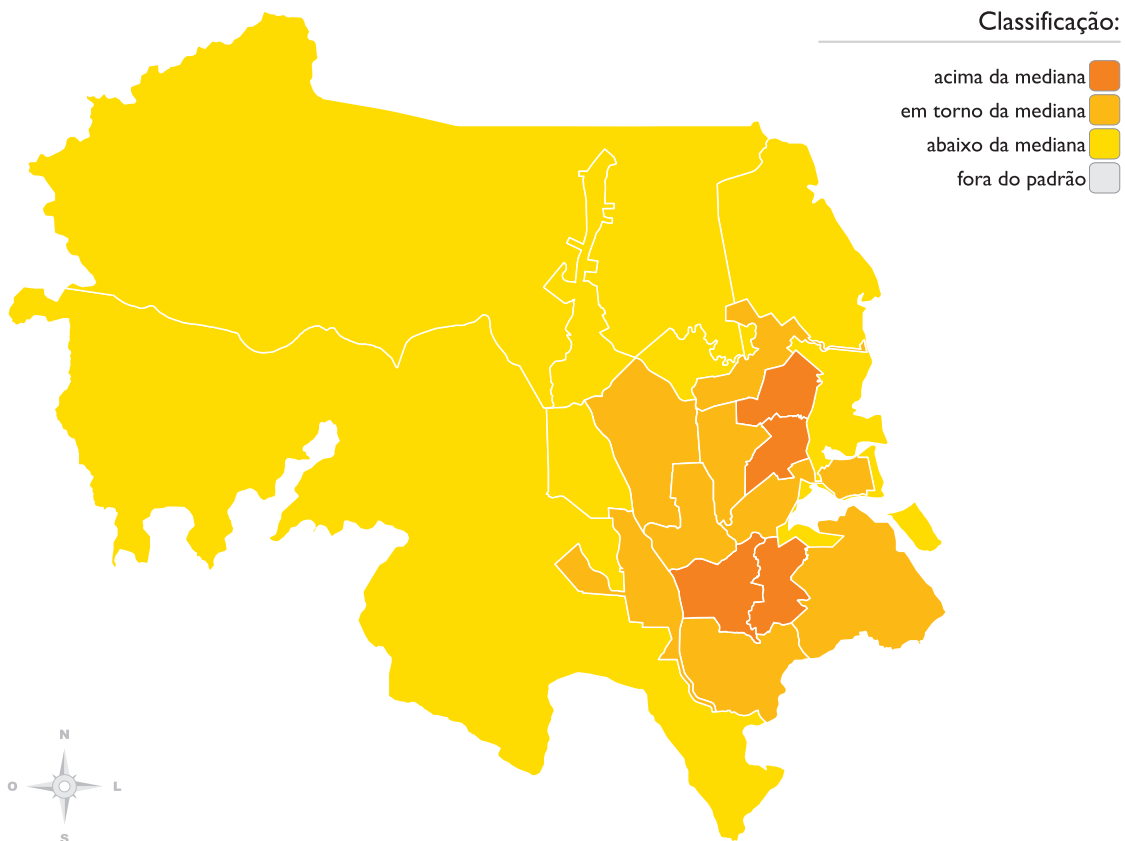 Classificação:
acima da mediana
em torno da mediana
abaixo da mediana
fora do padrão
N
O
L
S